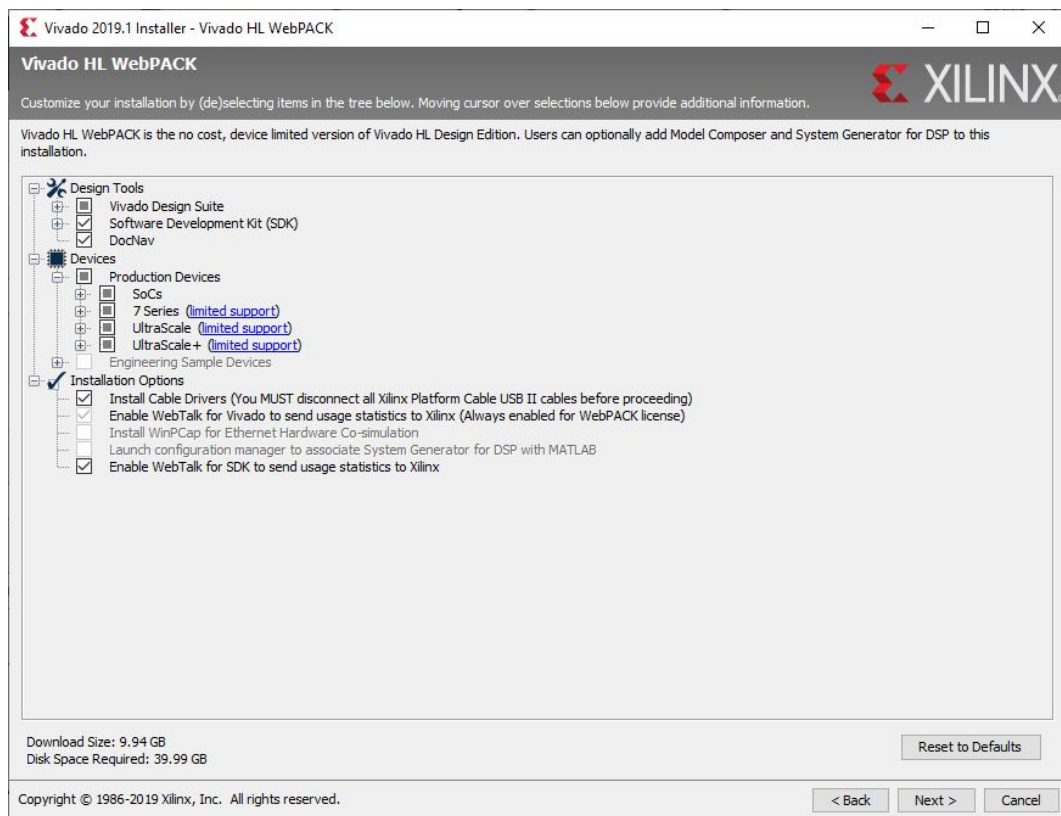 Vivado 2019.1 Installer - Vivado HL WebPACK
Vivado HL WebPACK
XILINX
Customize your installation by (de)selecting items in the tree below. Moving cursor over selections below provide additional information.
Vivado HL WebPACK is the no cost, device limited version of Vivado HL Design Edition. Users can optionally add Model Composer and System Generator for DSP to this
installation.
Design Tools
Vivado Design Suite
Software Development Kit (SDK)
DocNav
Devices
Production Devices
SoCs
7 Series (limited support)
UltraScale (limited support)
UltraScale+ (limited support)
Engineering Sample Devices
Installation Options
Install Cable Drivers (You MUST disconnect all Xilinx Platform Cable USB II cables before proceeding)
Enable WebTalk for Vivado to send usage statistics to Xilinx (Always enabled for WebPACK license)
Install WinPCap for Ethernet Hardware Co-simulation
Launch configuration manager to associate System Generator for DSP with MATLAB
Enable WebTalk for SDK to send usage statistics to Xilinx
Download Size: 9.94 GB
Disk Space Required: 39.99 GB
Reset to Defaults
Copyright © 1986-2019 Xilinx, Inc. All rights reserved.
< Back Next > Cancel